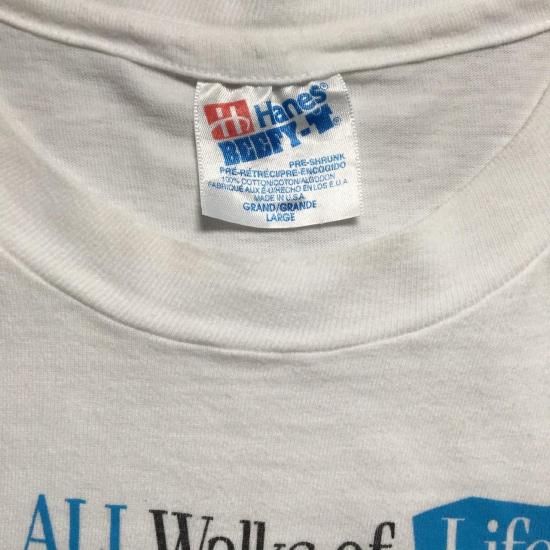 Hanes®
BEEFY-T®
PRE-SHRUNK
PRÉ-RÉTRÉCI/PRE-ENCOGIDO
100% COTTON/COTON/ALGODON
FABRIQUÉ AUX É-U/HECHO EN LOS E.U.A
MADE IN U.S.A
GRAND/GRANDE
LARGE
ALL Walks of Life